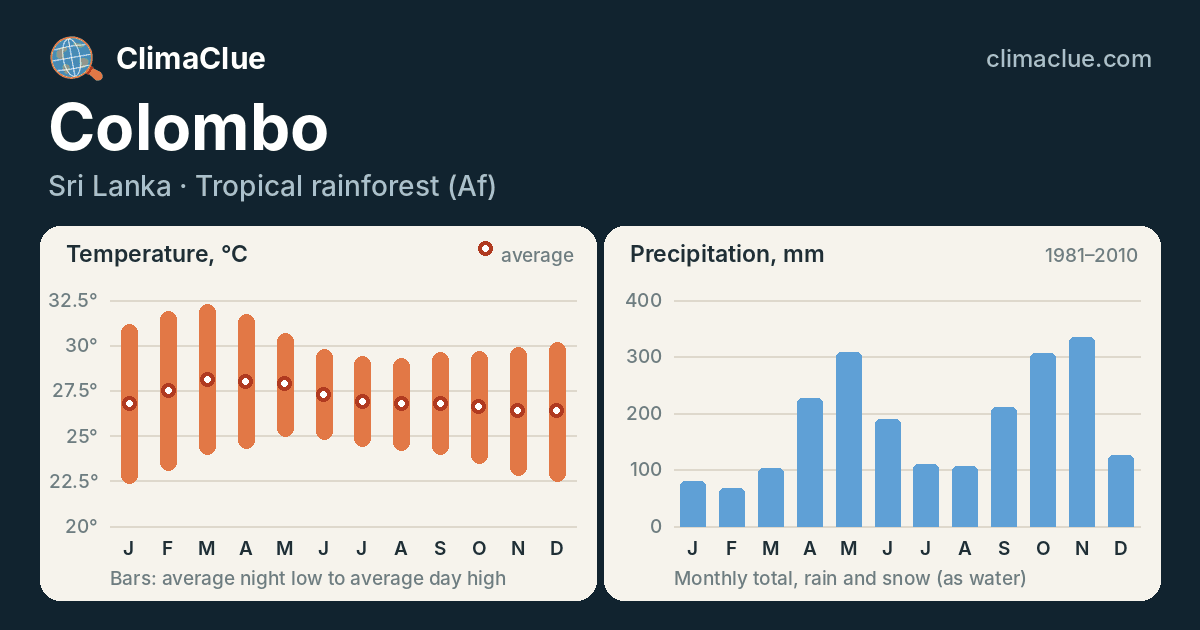 ClimaClue
climaclue.com
Colombo
Sri Lanka · Tropical rainforest (Af)
Temperature, °C
average
32.5°
30°
27.5°
25°
22.5°
20°
J F M A M J J A S O N D
Bars: average night low to average day high
Precipitation, mm
1981–2010
400
300
200
100
0
J F M A M J J A S O N D
Monthly total, rain and snow (as water)